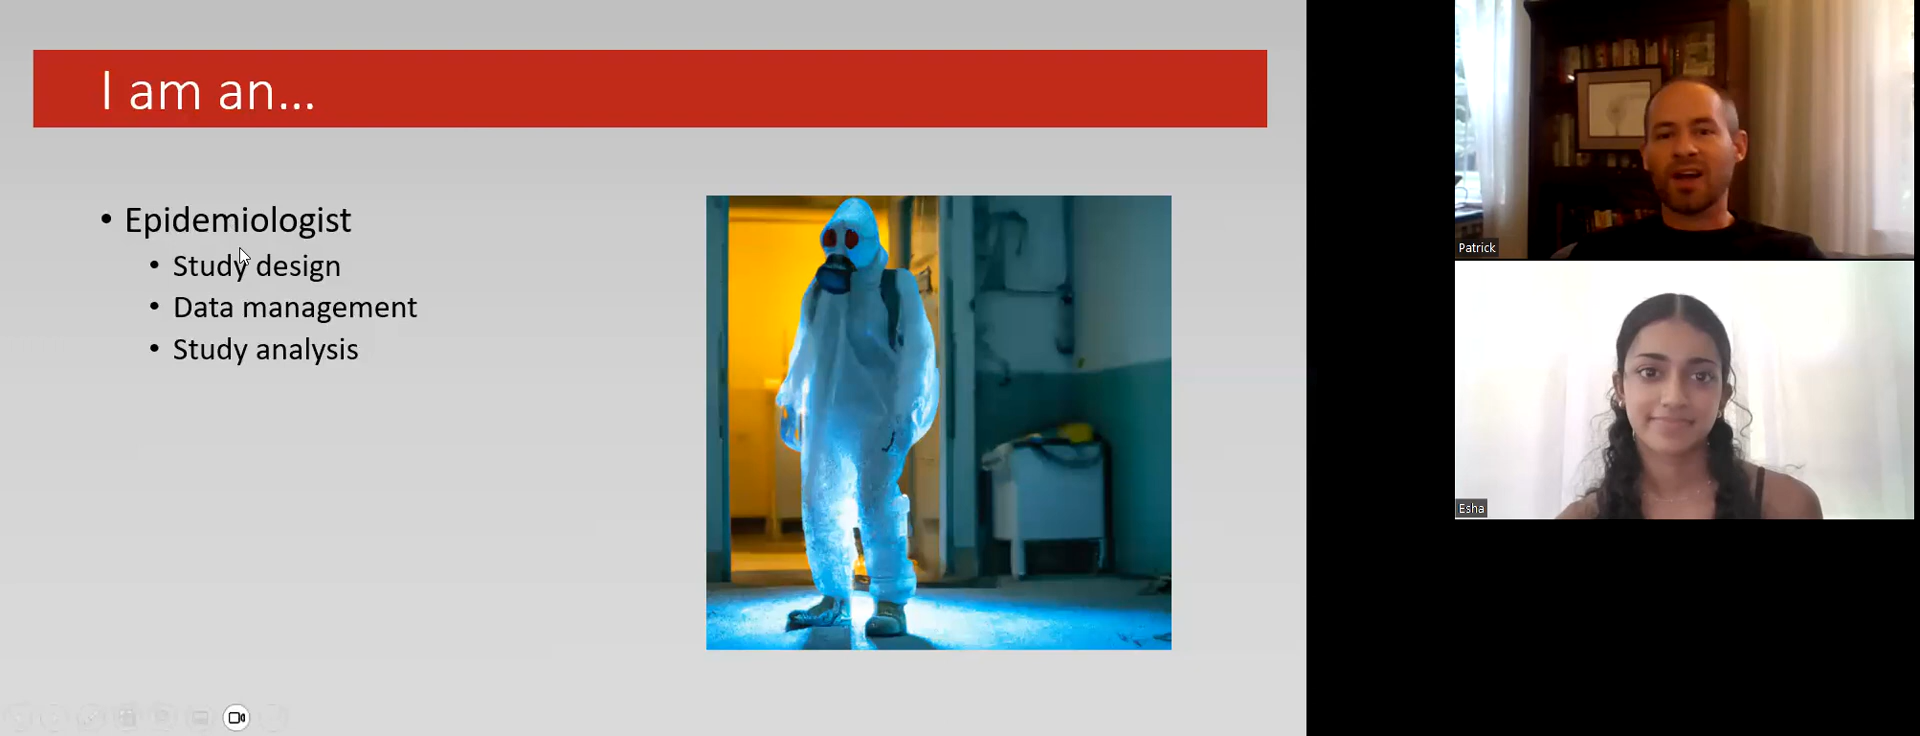 I am an...
• Epidemiologist
• Study design
• Data management
• Study analysis
Patrick
Esha